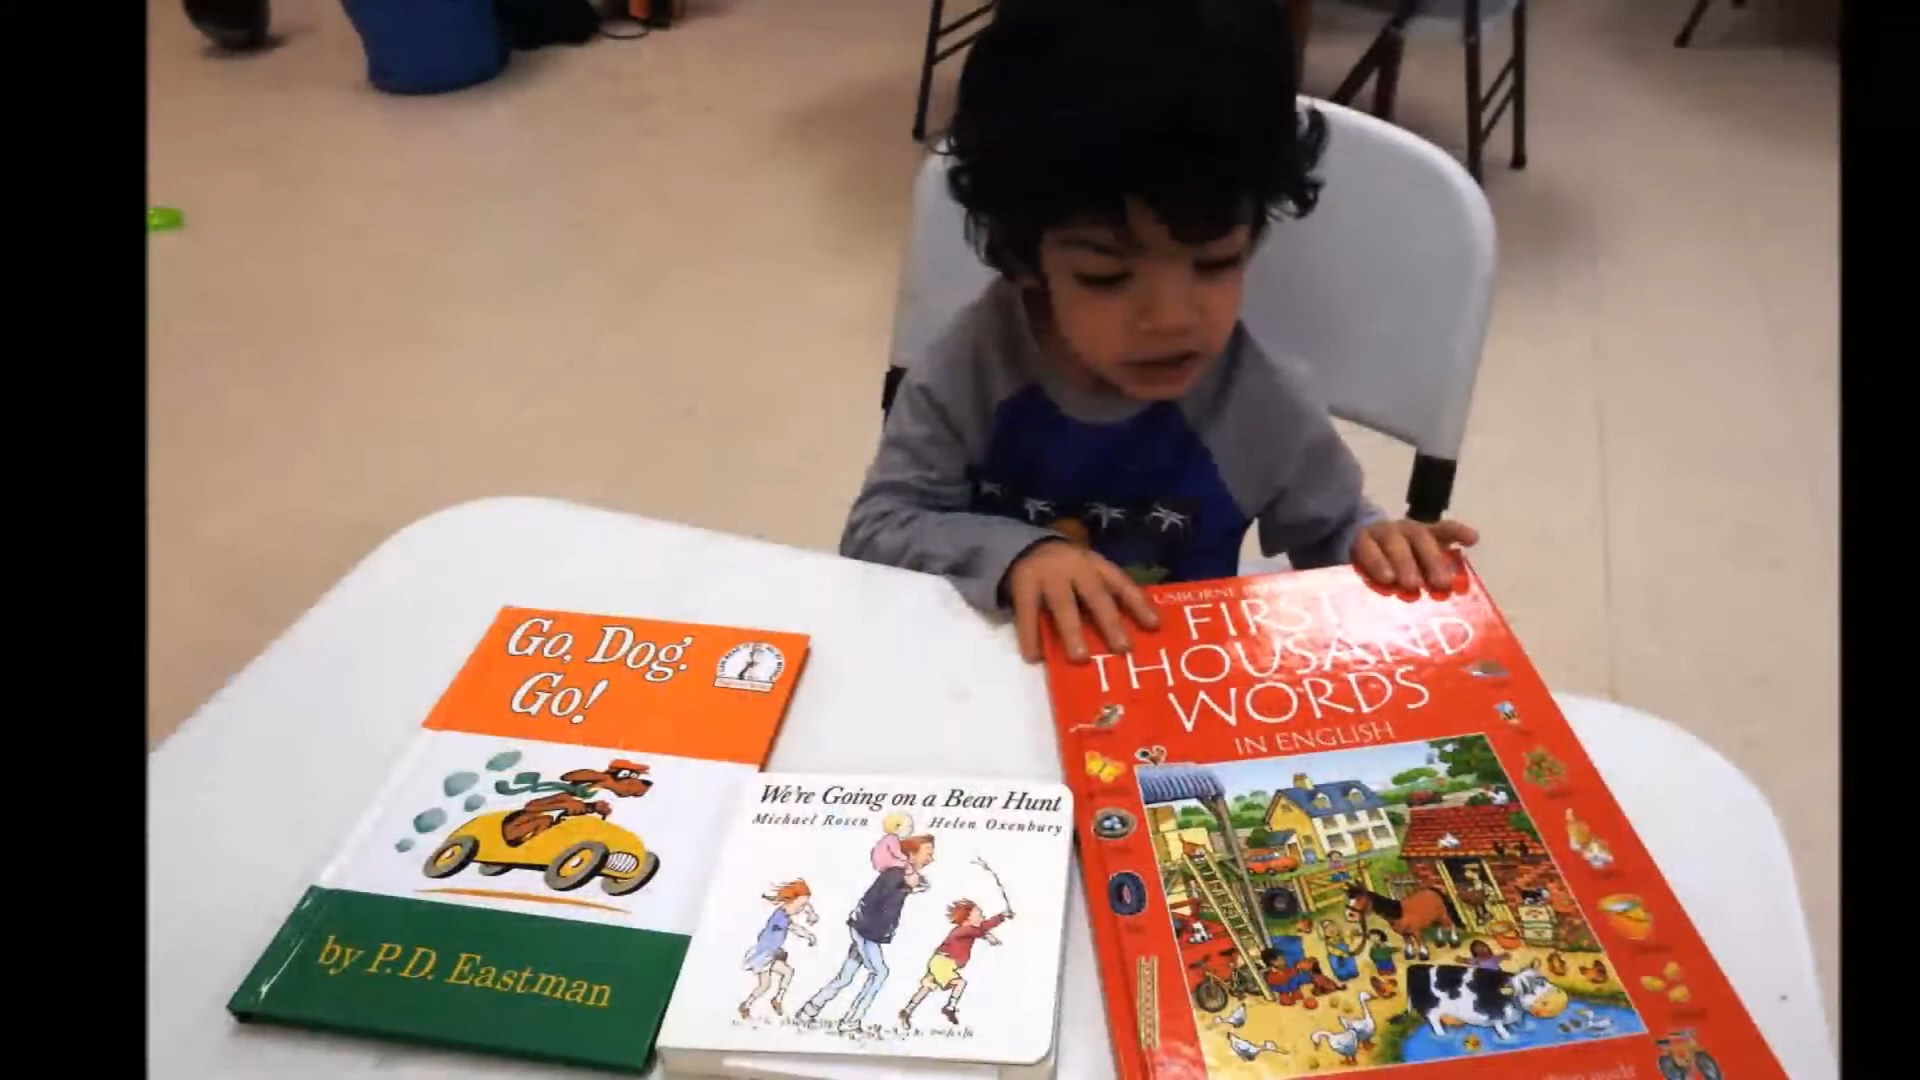 Go, Dog.
Go!
by P.D. Eastman
We're Going on a Bear Hunt
Michael Rosen Helen Oxenbury
USBORNE
FIRST
THOUSAND
WORDS
IN ENGLISH